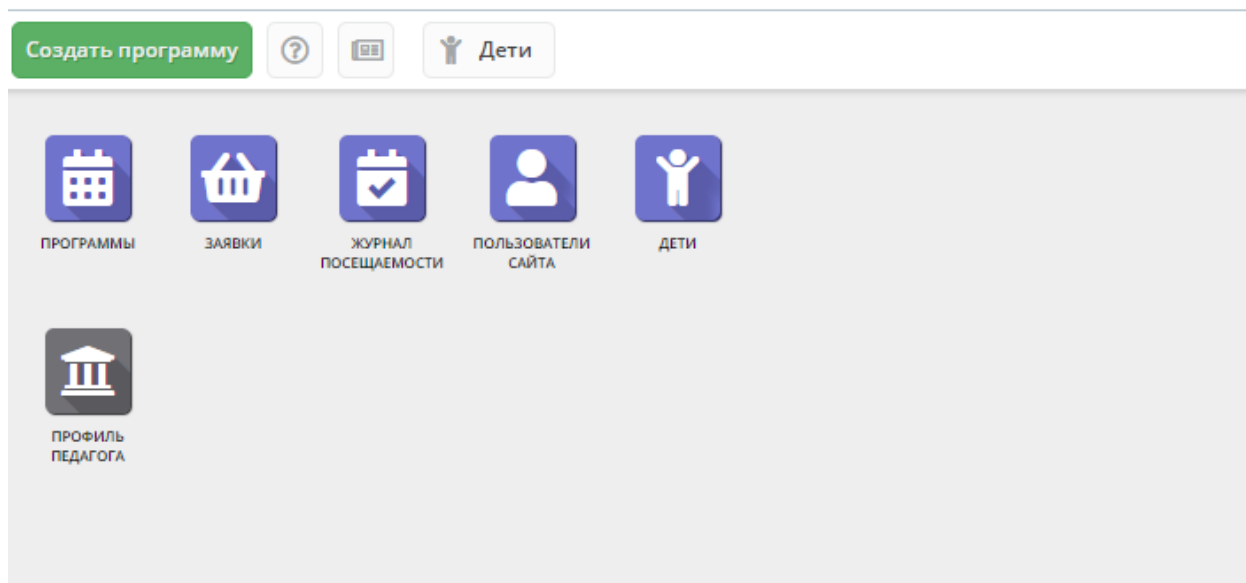 Создать программу
Дети
ПРОГРАММЫ
ЗАЯВКИ
ЖУРНАЛ
ПОСЕЩАЕМОСТИ
ПОЛЬЗОВАТЕЛИ
САЙТА
ДЕТИ
ПРОФИЛЬ
ПЕДАГОГА